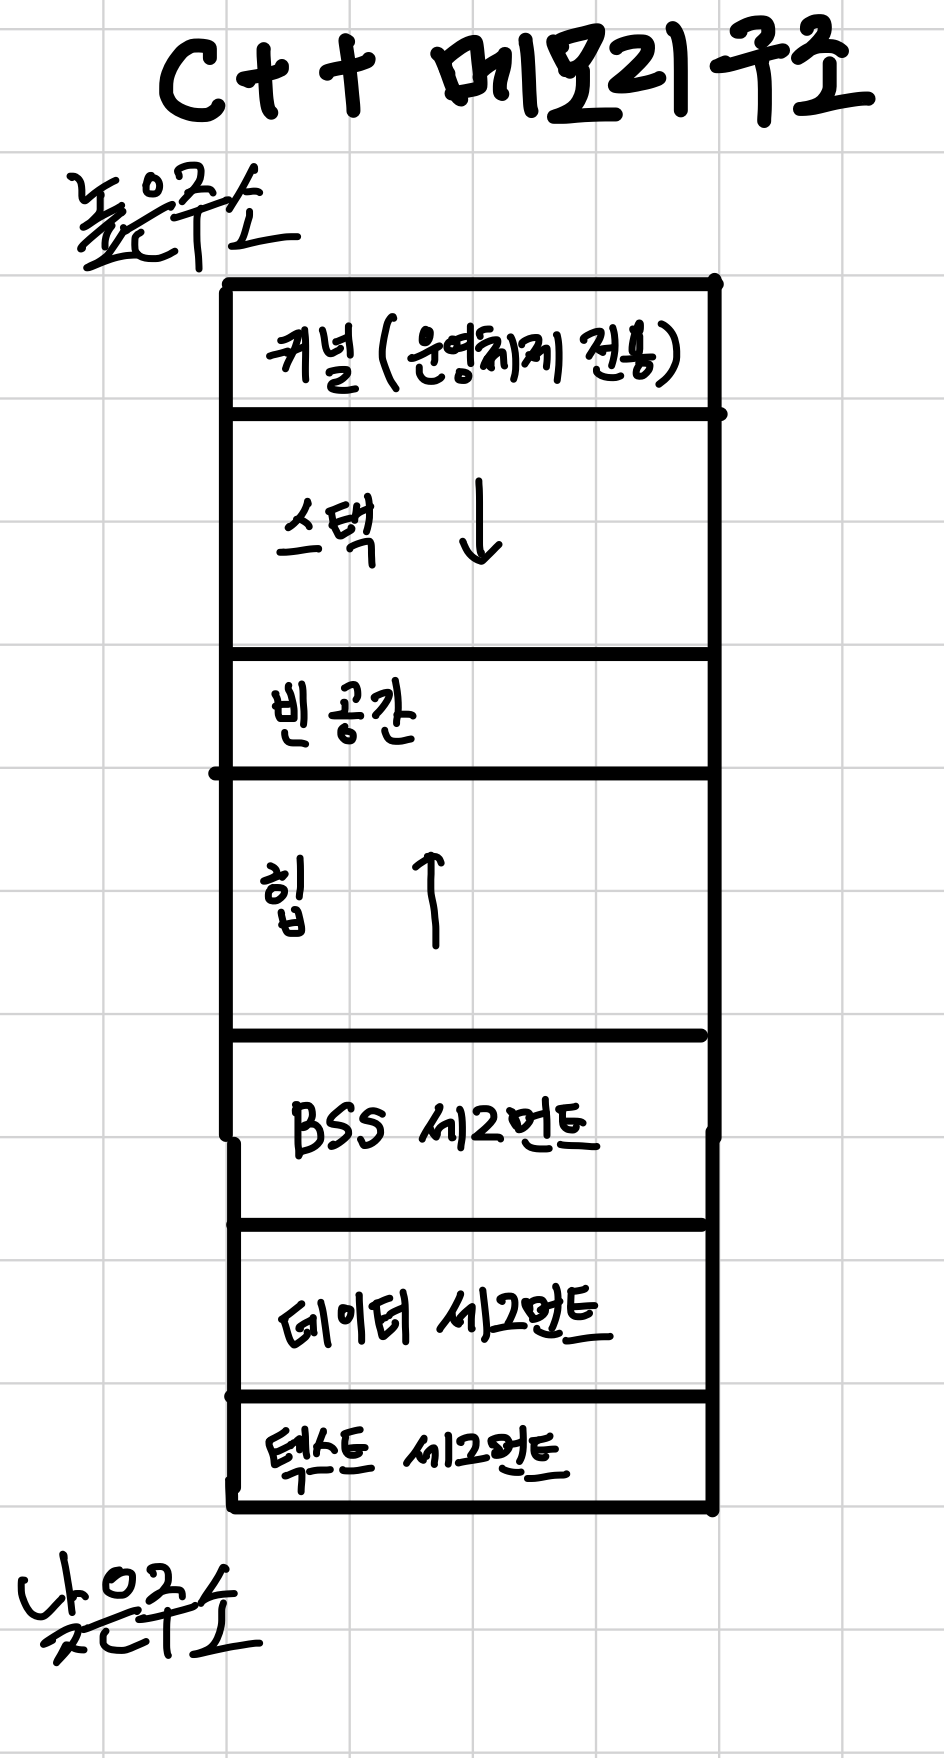 C++ 메모리 구조
높은주소
커널 (운영체제 전용)
스택 ↓
빈 공간
힙 ↑
BSS 세그먼트
데이터 세그먼트
텍스트 세그먼트
낮은주소